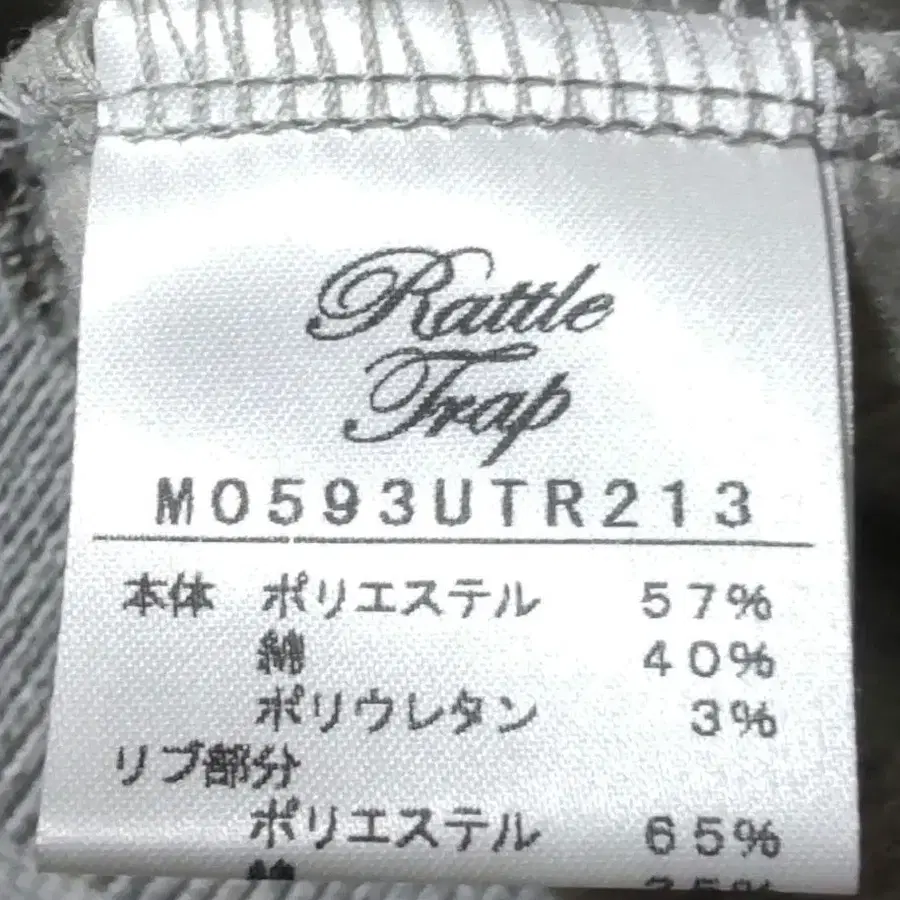 Rattle
Trap
M0593UTR213
本体 ポリエステル 57%
綿 40%
ポリウレタン 3%
リブ部分
ポリエステル 65%